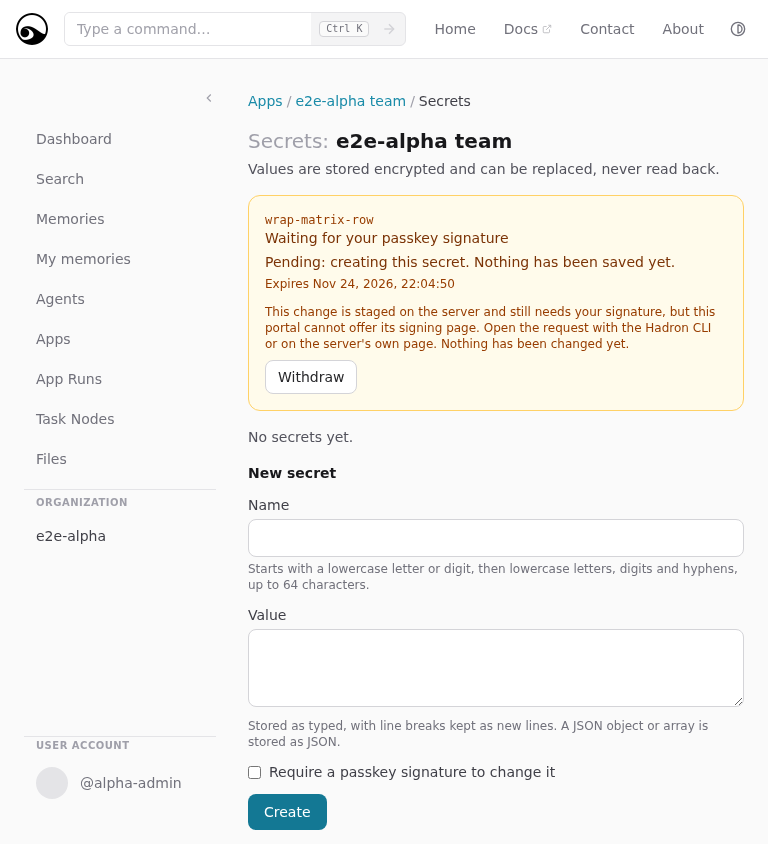 Type a command...
Ctrl K
Home
Docs
Contact
About
Apps / e2e-alpha team / Secrets
Secrets: e2e-alpha team
Values are stored encrypted and can be replaced, never read back.
Dashboard
Search
Memories
My memories
Agents
Apps
App Runs
Task Nodes
Files
ORGANIZATION
e2e-alpha
USER ACCOUNT
@alpha-admin
wrap-matrix-row
Waiting for your passkey signature
Pending: creating this secret. Nothing has been saved yet.
Expires Nov 24, 2026, 22:04:50
This change is staged on the server and still needs your signature, but this
portal cannot offer its signing page. Open the request with the Hadron CLI
or on the server's own page. Nothing has been changed yet.
Withdraw
No secrets yet.
New secret
Name
Starts with a lowercase letter or digit, then lowercase letters, digits and hyphens,
up to 64 characters.
Value
Stored as typed, with line breaks kept as new lines. A JSON object or array is
stored as JSON.
Require a passkey signature to change it
Create